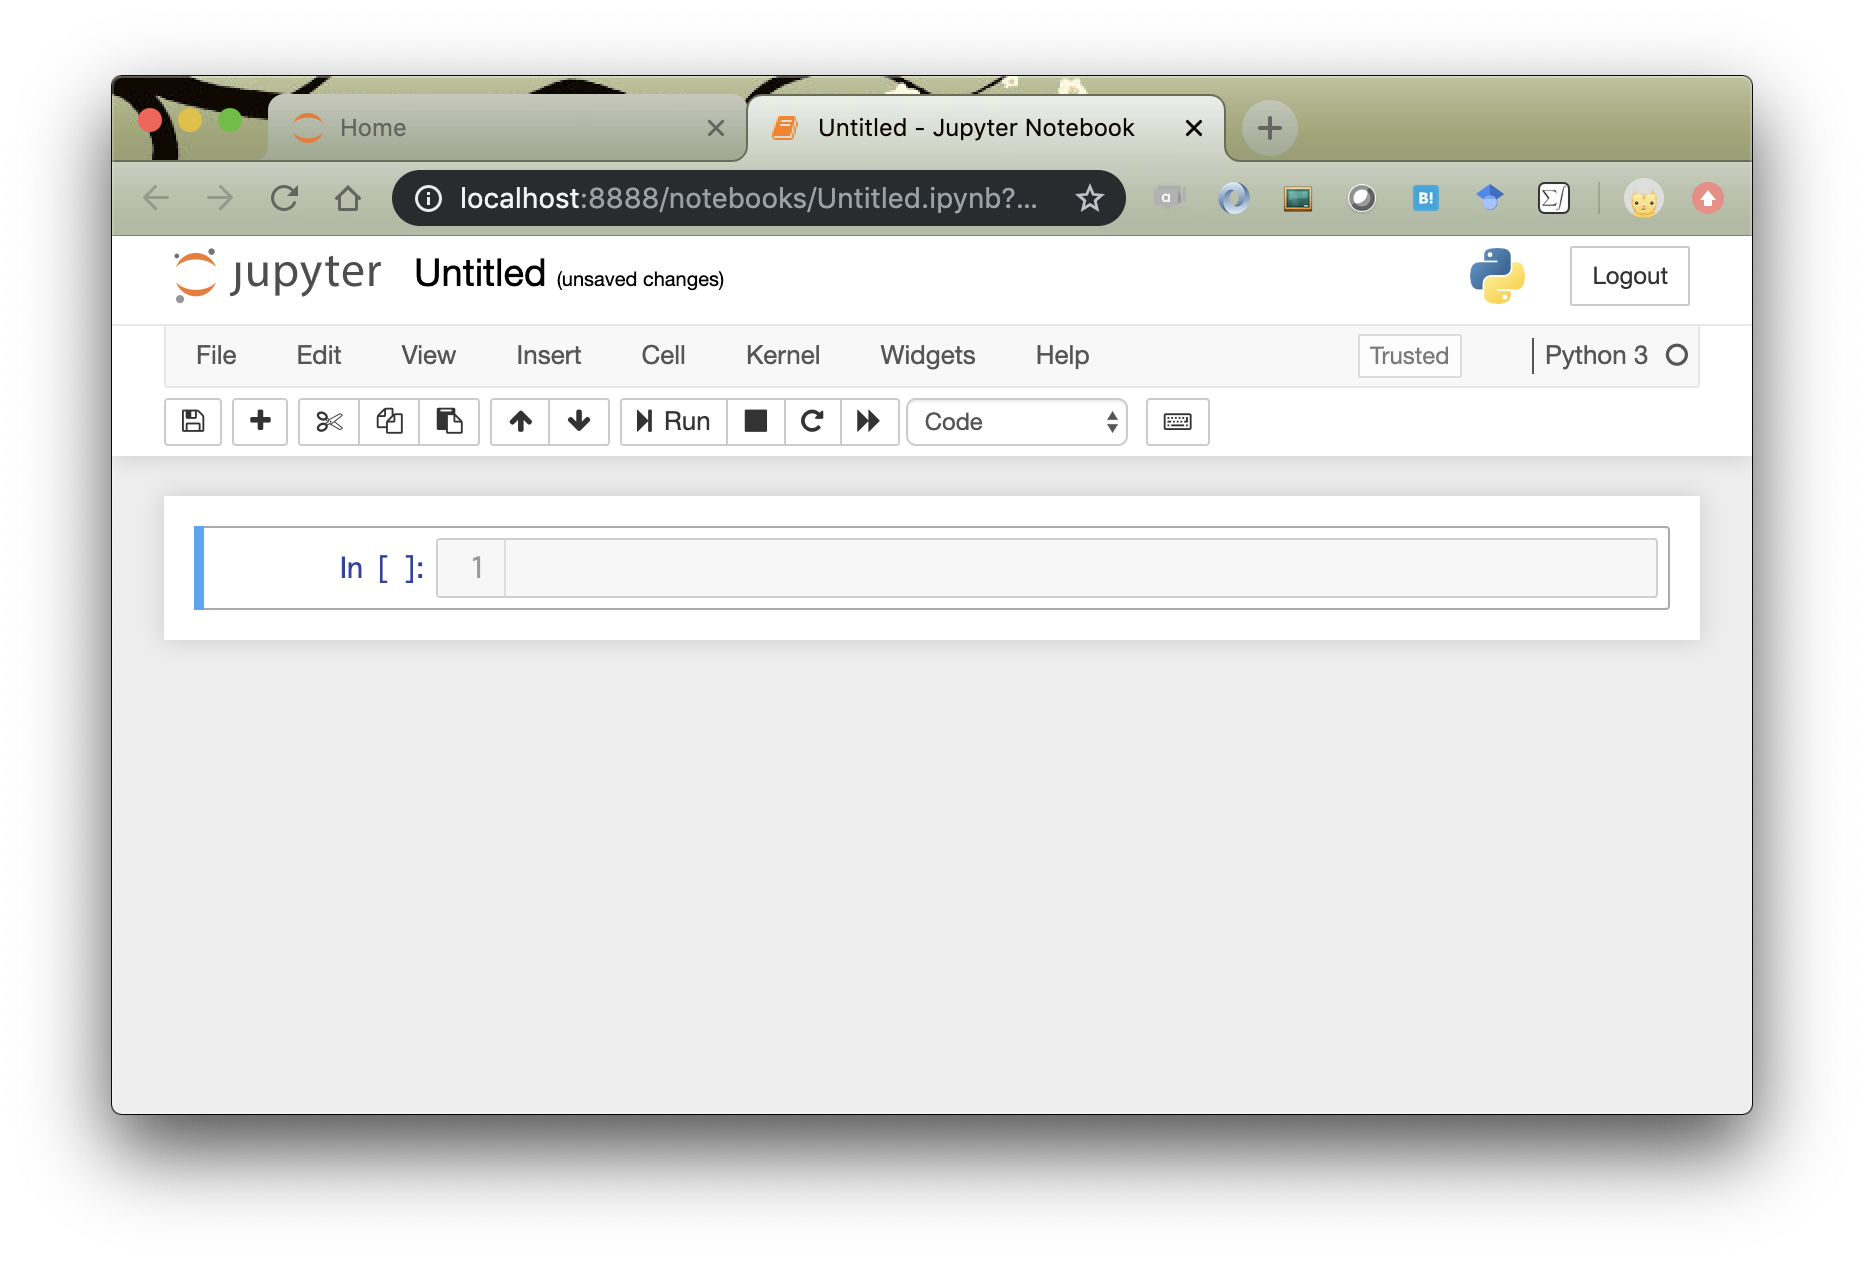 Home
Untitled - Jupyter Notebook
localhost:8888/notebooks/Untitled.ipynb?...
a
B!
Σ∫
jupyter Untitled (unsaved changes)
Logout
File Edit View Insert Cell Kernel Widgets Help Trusted Python 3
Run Code
In [ ]: 1